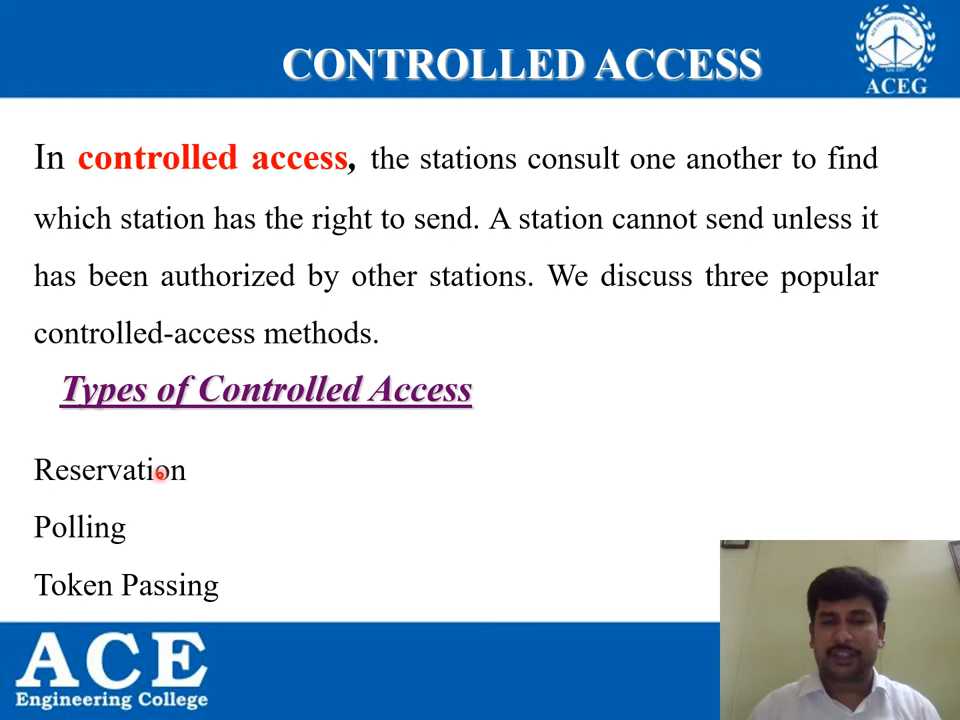 CONTROLLED ACCESS
ACEG
In controlled access, the stations consult one another to find
which station has the right to send. A station cannot send unless it
has been authorized by other stations. We discuss three popular
controlled-access methods.
Types of Controlled Access
Reservation
Polling
Token Passing
ACE
Engineering College